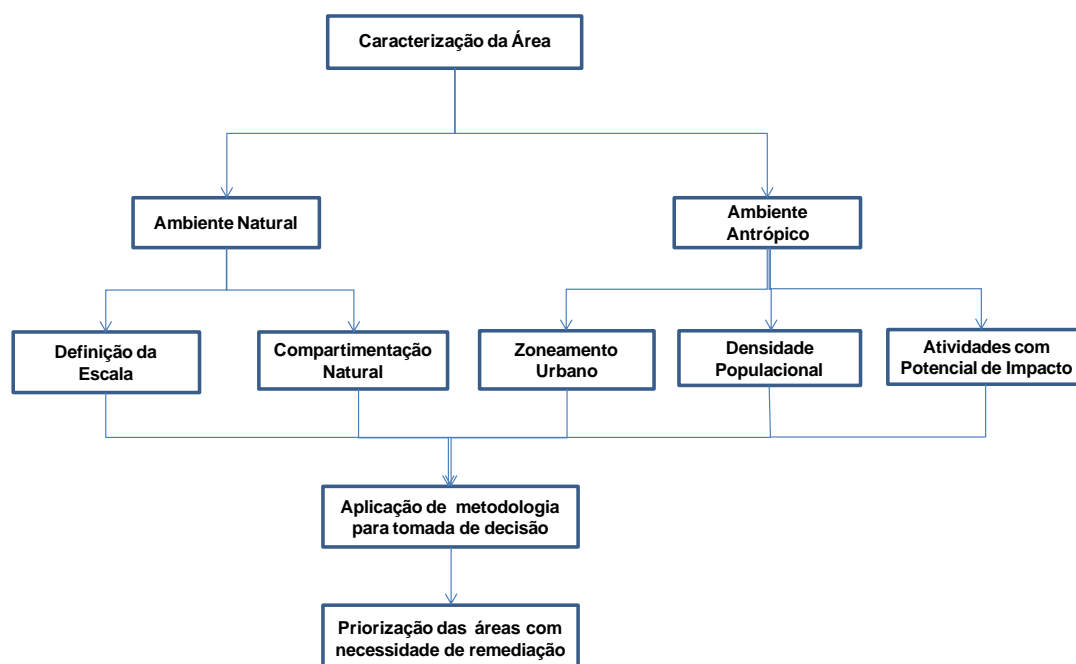 Caracterização da Área
Ambiente Natural
Ambiente
Antrópico
Definição da
Escala
Compartimentação
Natural
Zoneamento
Urbano
Densidade
Populacional
Atividades com
Potencial de Impacto
Aplicação de metodologia
para tomada de decisão
Priorização das áreas com
necessidade de remediação